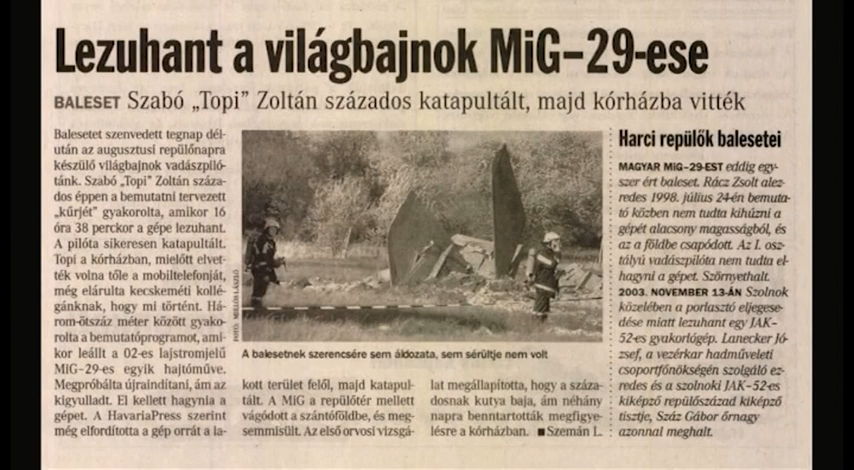 Lezuhant a világbajnok MiG–29-ese
BALESET Szabó „Topi” Zoltán százados katapultált, majd kórházba vitték
Balesetet szenvedett tegnap dél-
után az augusztusi repülőnapra
készülő világbajnok vadászpiló-
tánk. Szabó „Topi” Zoltán száza-
dos éppen a bemutatni tervezett
„kűrjét” gyakorolta, amikor 16
óra 38 perckor a gépe lezuhant.
A pilóta sikeresen katapultált.
Topi a kórházban, mielőtt elvet-
ték volna tőle a mobiltelefonját,
még elárulta kecskeméti kollé-
gánknak, hogy mi történt. Há-
rom-ötszáz méter között gyako-
rolta a bemutatóprogramot, ami-
kor leállt a 02-es lajstromjelű
MiG–29-es egyik hajtóműve.
Megpróbálta újraindítani, ám az
kigyulladt. El kellett hagynia a
gépet. A HavariaPress szerint
még elfordította a gép orrát a la-
FOTÓ: MELLÓS LÁSZLÓ
A balesetnek szerencsére sem áldozata, sem sérültje nem volt
kott terület felől, majd katapul-
tált. A MiG a repülőtér mellett
vágódott a szántóföldbe, és meg-
semmisült. Az első orvosi vizsgá-
lat megállapította, hogy a száza-
dosnak kutya baja, ám néhány
napra benntartották megfigye-
lésre a kórházban. ■ Szemán L.
Harci repülők balesetei
MAGYAR MIG–29-EST eddig egy-
szer ért baleset. Rácz Zsolt alez-
redes 1998. július 24-én bemuta-
tó közben nem tudta kihúzni a
gépét alacsony magasságból, és
az a földbe csapódott. Az I. osz-
tályú vadászpilóta nem tudta el-
hagyni a gépet. Szörnyethalt.
2003. NOVEMBER 13-ÁN Szolnok
közelében a porlasztó eljegese-
dése miatt lezuhant egy JAK–
52-es gyakorlógép. Lanecker Jó-
zsef, a vezérkar hadműveleti
csoportfőnökségén szolgáló ez-
redes és a szolnoki JAK–52-es
kiképző repülőszázad kiképző
tisztje, Száz Gábor őrnagy
azonnal meghalt.